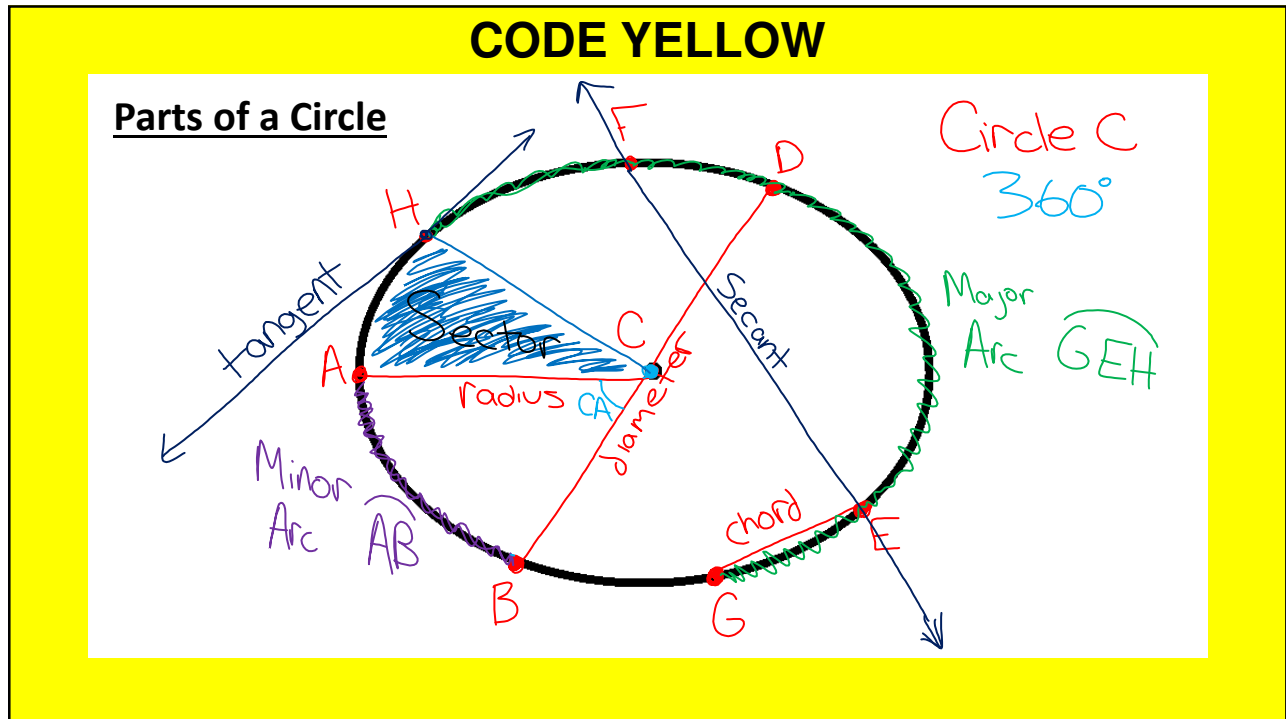 CODE YELLOW
Parts of a Circle
Circle C
360°
F
D
H
tangent
Secant
Major
Arc GEH
Sector
C
A
radius
CA
diameter
Minor
Arc AB
chord
E
B
G